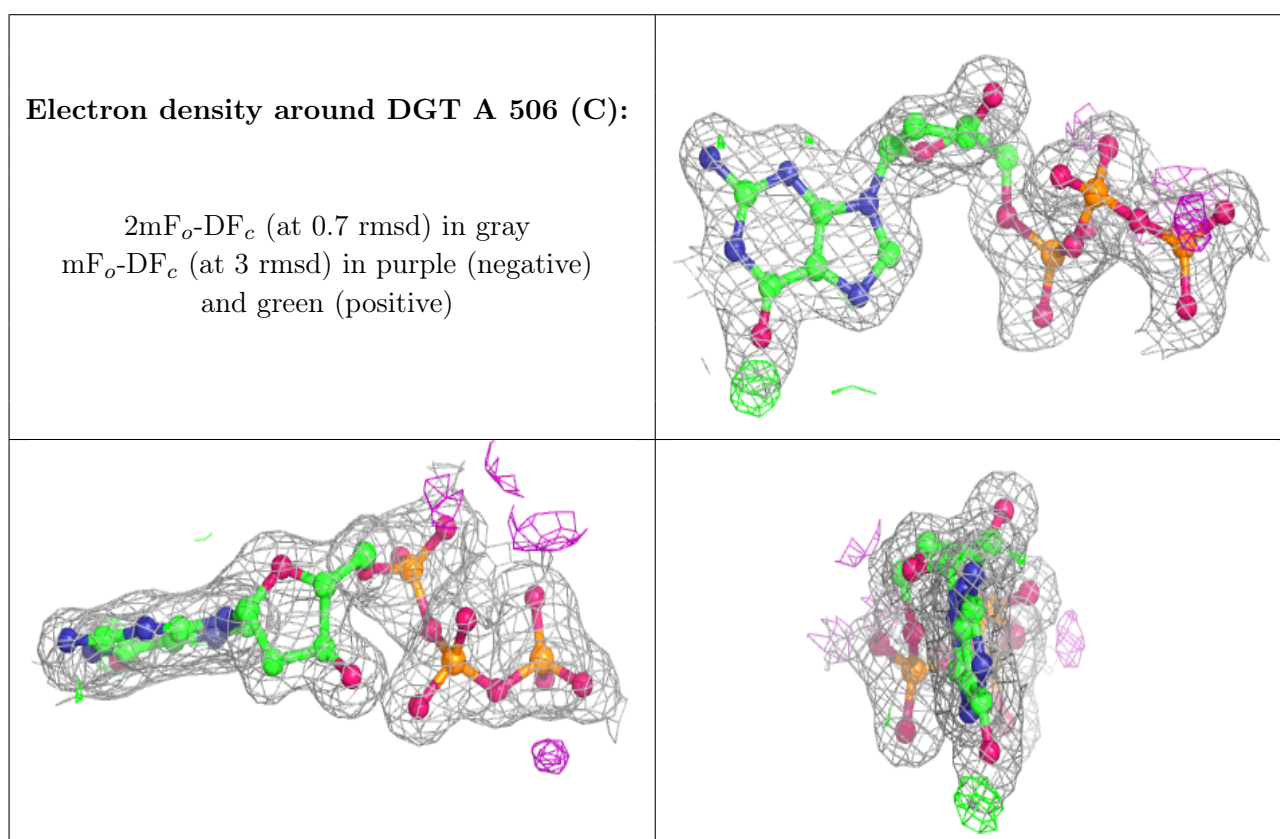 Electron density around DGT A 506 (C):
2mFo-DFc (at 0.7 rmsd) in gray
mFo-DFc (at 3 rmsd) in purple (negative)
and green (positive)